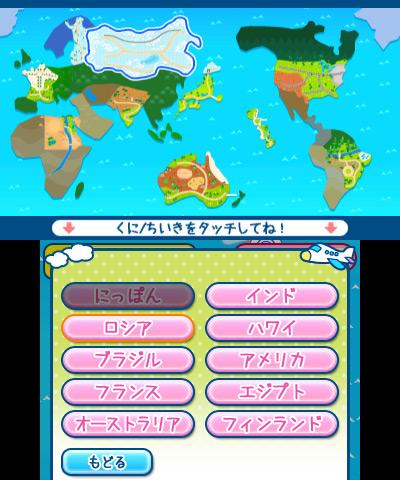 くに/ちいきをタッチしてね！
にっぽん
インド
ロシア
ハワイ
ブラジル
アメリカ
フランス
エジプト
オーストラリア
フィンランド
もどる